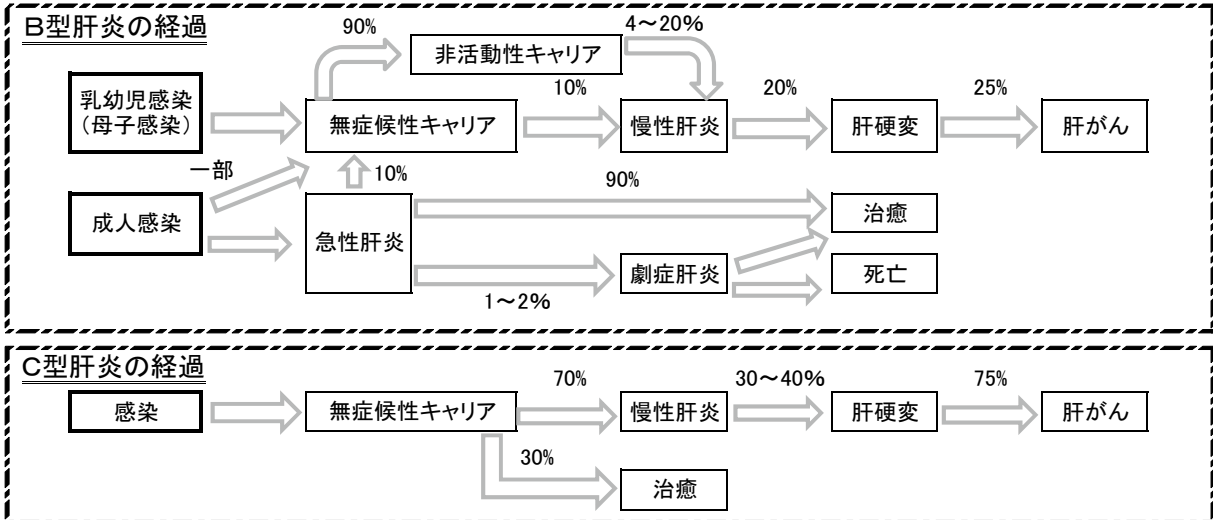 B型肝炎の経過
90%
4~20%
非活動性キャリア
乳幼児感染
(母子感染)
無症候性キャリア
10%
慢性肝炎
20%
肝硬変
25%
肝がん
一部
10%
90%
成人感染
急性肝炎
治癒
劇症肝炎
死亡
1~2%
C型肝炎の経過
感染
無症候性キャリア
70%
慢性肝炎
30~40%
肝硬変
75%
肝がん
30%
治癒